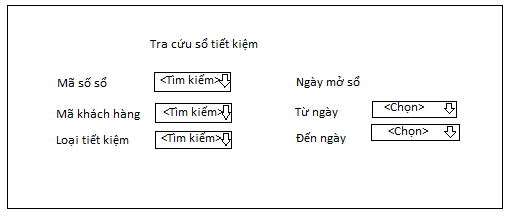 Tra cứu sổ tiết kiệm
Mã số sổ <Tìm kiếm> Ngày mở sổ
Mã khách hàng <Tìm kiếm> Từ ngày <Chọn>
Loại tiết kiệm <Tìm kiếm> Đến ngày <Chọn>